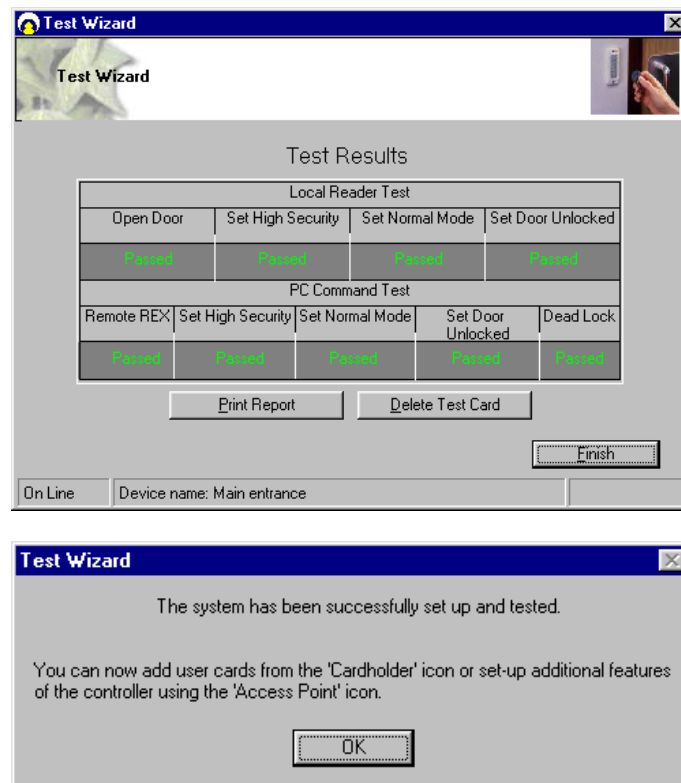 Test Wizard
Test Wizard
Test Results
Local Reader Test
Open Door Set High Security Set Normal Mode Set Door Unlocked
Passed Passed Passed Passed
PC Command Test
Remote REX Set High Security Set Normal Mode Set Door Unlocked Dead Lock
Passed Passed Passed Passed Passed
Print Report Delete Test Card
Finish
On Line Device name: Main entrance
Test Wizard
The system has been successfully set up and tested.
You can now add user cards from the 'Cardholder' icon or set-up additional features
of the controller using the 'Access Point' icon.
OK